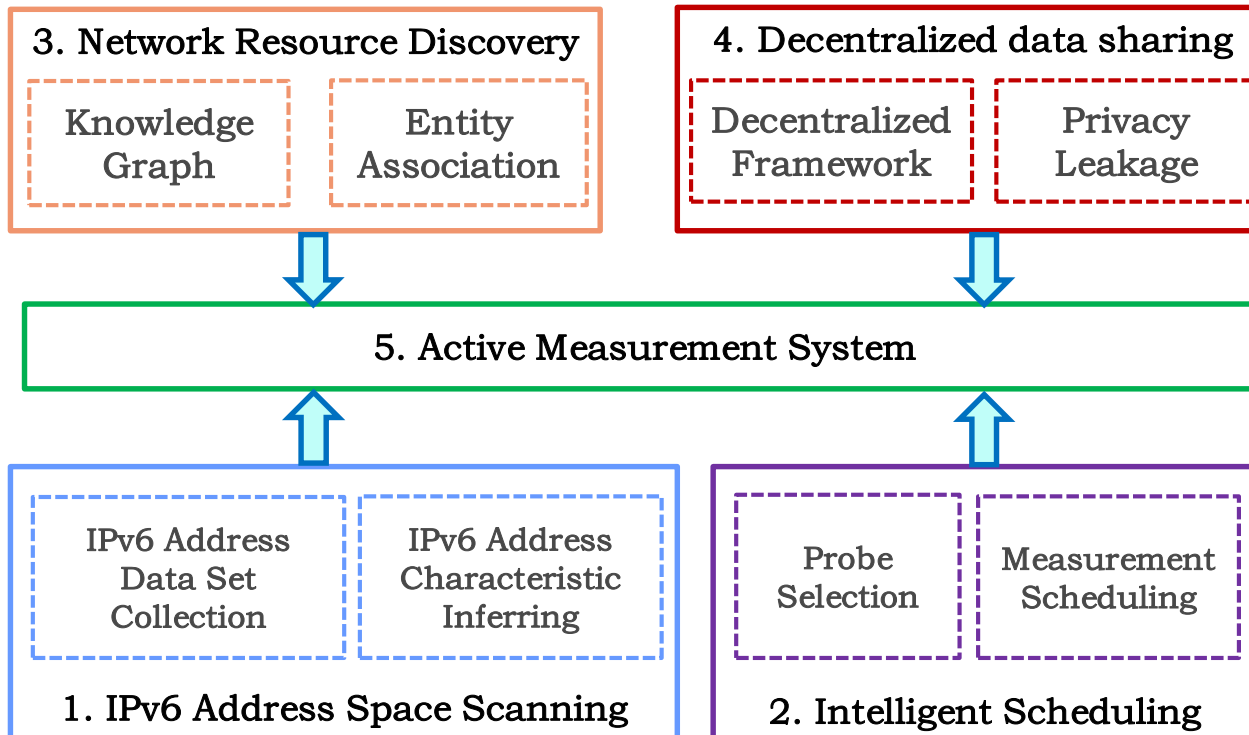 3. Network Resource Discovery
Knowledge
Graph
Entity
Association
4. Decentralized data sharing
Decentralized
Framework
Privacy
Leakage
5. Active Measurement System
IPv6 Address
Data Set
Collection
IPv6 Address
Characteristic
Inferring
1. IPv6 Address Space Scanning
Probe
Selection
Measurement
Scheduling
2. Intelligent Scheduling